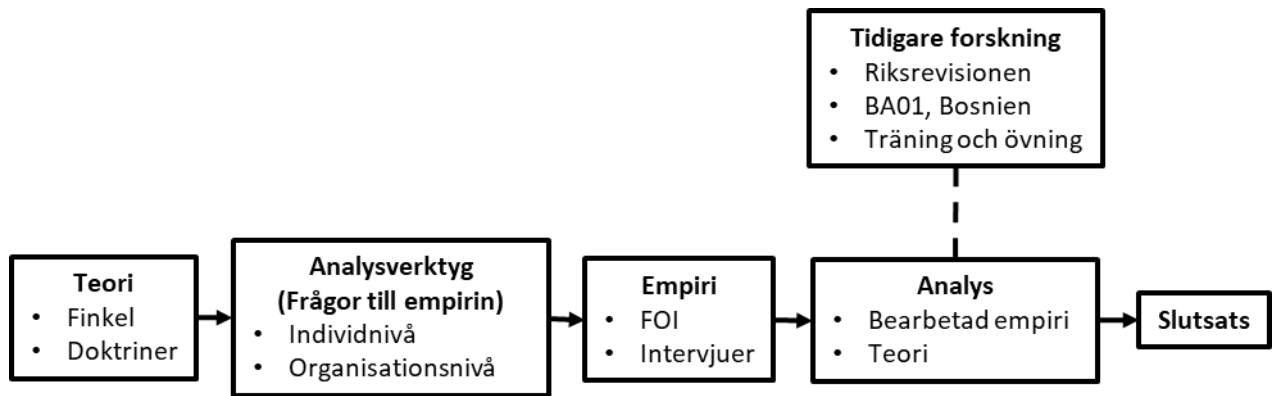 Tidigare forskning
• Riksrevisionen
• BA01, Bosnien
• Träning och övning
Teori
• Finkel
• Doktriner
Analysverktyg
(Frågor till empirin)
• Individnivå
• Organisationsnivå
Empiri
• FOI
• Intervjuer
Analys
• Bearbetad empiri
• Teori
Slutsats